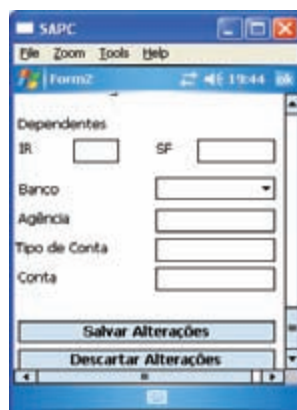 SAPC
File Zoom Tools Help
Form2 19:44 ok
Dependentes
IR SF
Banco
Agência
Tipo de Conta
Conta
Salvar Alterações
Descartar Alterações